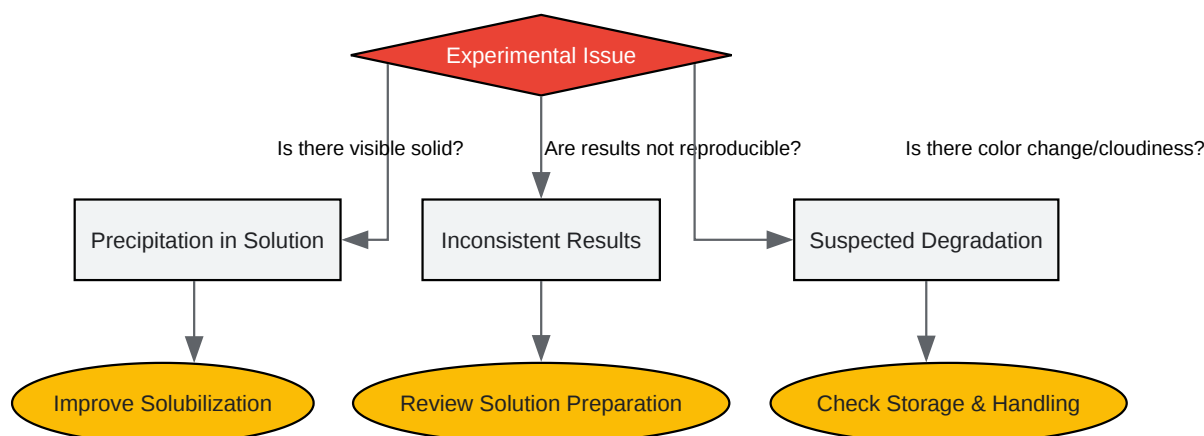 Experimental Issue
Is there visible solid?
Are results not reproducible?
Is there color change/cloudiness?
Precipitation in Solution
Inconsistent Results
Suspected Degradation
Improve Solubilization
Review Solution Preparation
Check Storage & Handling